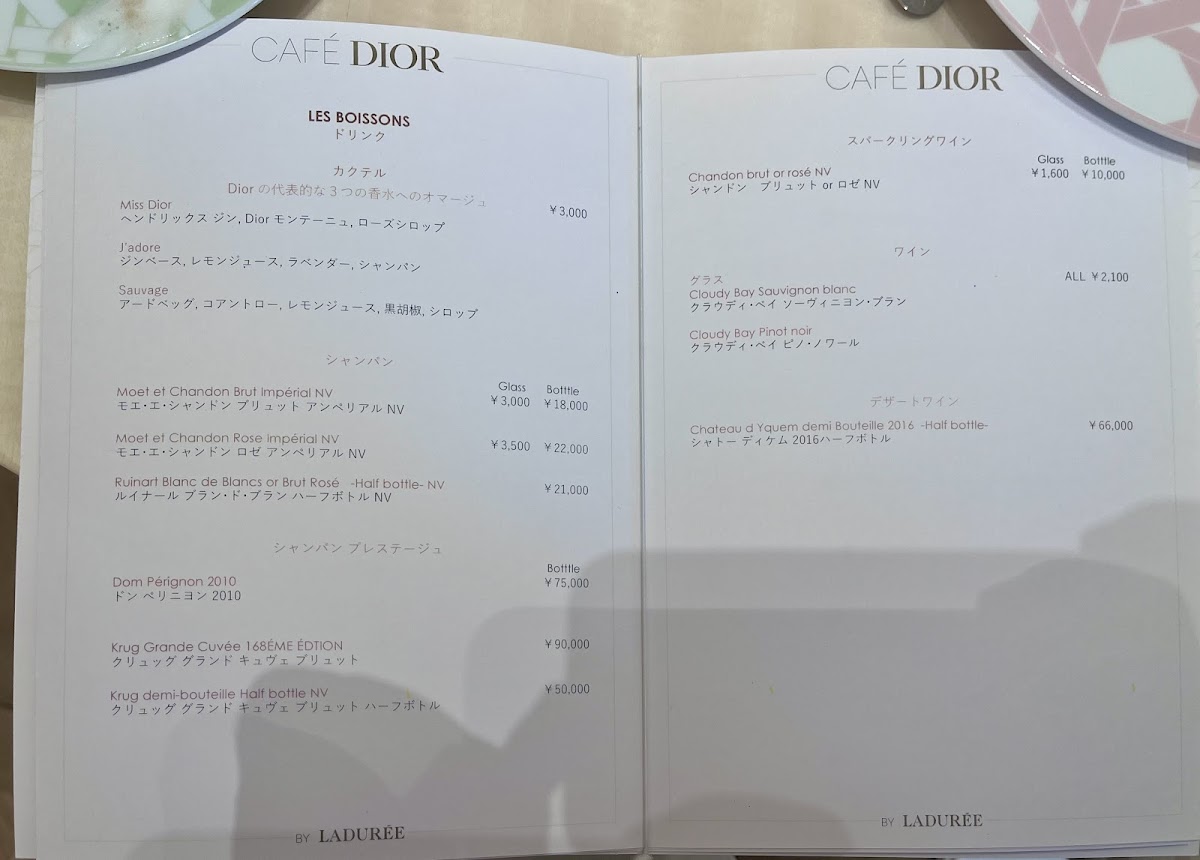 CAFÉ DIOR
LES BOISSONS
ドリンク
カクテル
Dior の代表的な３つの香水へのオマージュ
Miss Dior ¥3,000
ヘンドリックス ジン, Dior モンテーニュ, ローズシロップ
J'adore
ジンベース, レモンジュース, ラベンダー, シャンパン
Sauvage
アードベッグ, コアントロー, レモンジュース, 黒胡椒, シロップ
シャンパン
Glass Botttle
Moet et Chandon Brut Impérial NV ¥3,000 ¥18,000
モエ・エ・シャンドン ブリュット アンペリアル NV
Moet et Chandon Rose Impérial NV ¥3,500 ¥22,000
モエ・エ・シャンドン ロゼ アンペリアル NV
Ruinart Blanc de Blancs or Brut Rosé -Half bottle- NV ¥21,000
ルイナール ブラン・ド・ブラン ハーフボトル NV
シャンパン プレステージュ
Botttle
Dom Pérignon 2010 ¥75,000
ドン ペリニヨン 2010
Krug Grande Cuvée 168ÉME ÉDTION ¥90,000
クリュッグ グランド キュヴェ ブリュット
Krug demi-bouteille Half bottle NV ¥50,000
クリュッグ グランド キュヴェ ブリュット ハーフボトル
BY LADURÉE
CAFÉ DIOR
スパークリングワイン
Glass Botttle
Chandon brut or rosé NV ¥1,600 ¥10,000
シャンドン ブリュット or ロゼ NV
ワイン
グラス ALL ¥2,100
Cloudy Bay Sauvignon blanc
クラウディ・ベイ ソーヴィニヨン・ブラン
Cloudy Bay Pinot noir
クラウディ・ベイ ピノ・ノワール
デザートワイン
Chateau d Yquem demi Bouteille 2016 -Half bottle- ¥66,000
シャトー ディケム 2016ハーフボトル
BY LADURÉE